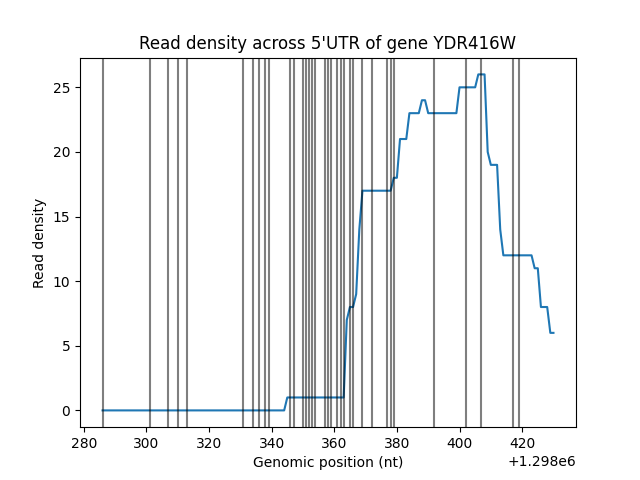 Read density across 5'UTR of gene YDR416W
Read density
25
20
15
10
5
0
280 300 320 340 360 380 400 420
+1.298e6
Genomic position (nt)